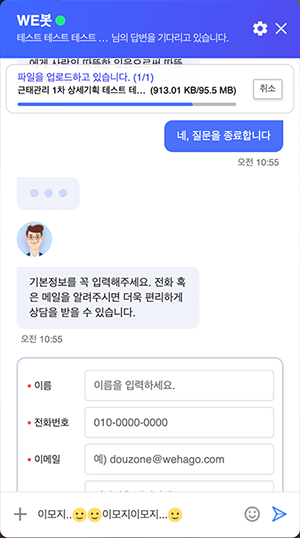 WE봇
테스트 테스트 테스트 ... 님의 답변을 기다리고 있습니다.
파일을 업로드하고 있습니다. (1/1)
근태관리 1차 상세기획 테스트 테... (913.01 KB/95.5 MB)
취소
네, 질문을 종료합니다
오전 10:55
기본정보를 꼭 입력해주세요. 전화 혹
은 메일을 알려주시면 더욱 편리하게
상담을 받을 수 있습니다.
오전 10:55
• 이름 이름을 입력하세요.
• 전화번호 010-0000-0000
• 이메일 예) douzone@wehago.com
이모지..🙂🙂이모지이모지...🙂